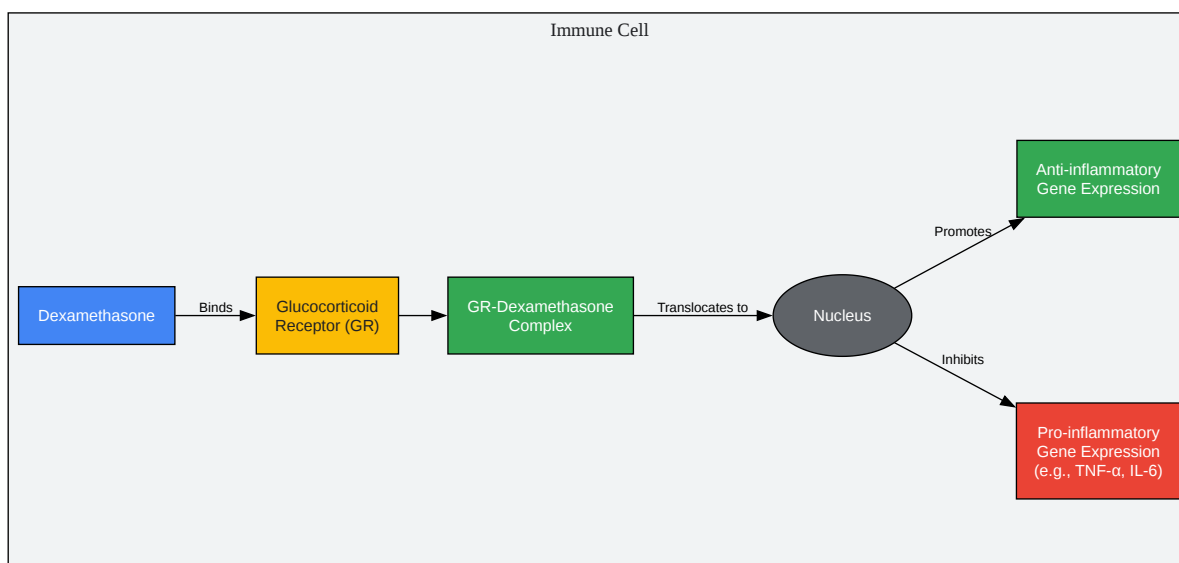 Immune Cell
Dexamethasone
Binds
Glucocorticoid
Receptor (GR)
GR-Dexamethasone
Complex
Translocates to
Nucleus
Promotes
Anti-inflammatory
Gene Expression
Inhibits
Pro-inflammatory
Gene Expression
(e.g., TNF-α, IL-6)